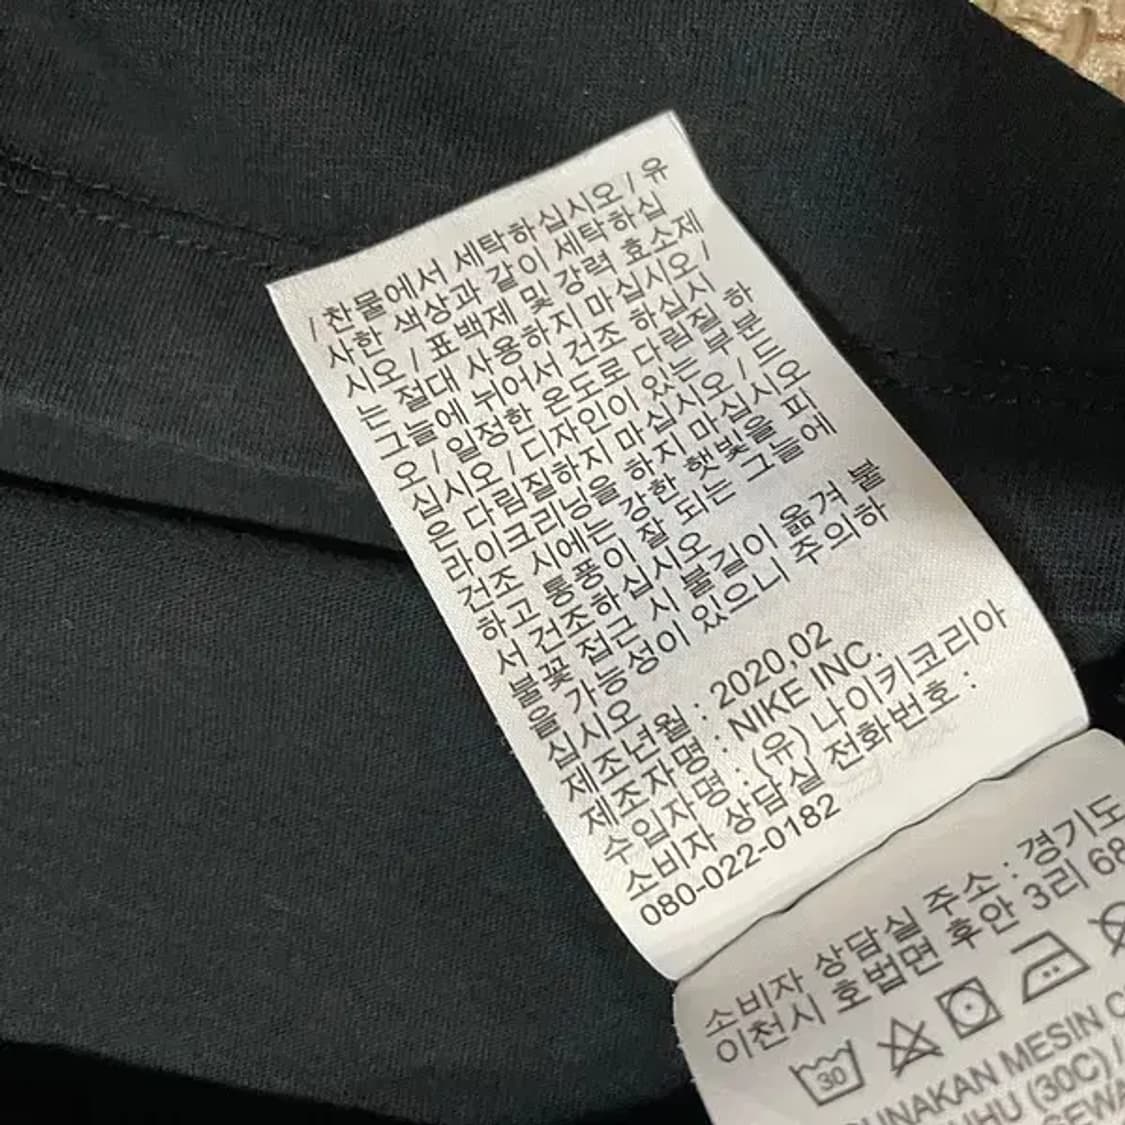 / 찬물에서 세탁하십시오 / 유
사한 색상과 같이 세탁하십
시오 / 표백제 및 강력 효소제
는 절대 사용하지 마십시오 /
그늘에 뉘어서 건조 하십시
오 / 일정한 온도로 다림질 하
십시오 / 디자인이 있는 부분
은 다림질하지 마십시오 / 드
라이크리닝을 하지 마십시오
건조 시에는 강한 햇빛을 피
하고 통풍이 잘 되는 그늘에
서 건조하십시오
불꽃 접근 시 불길이 옮겨 붙
을 가능성이 있으니 주의하
십시오
제조년월 : 2020,02
제조자명 : NIKE INC.
수입자명 : (유) 나이키코리아
소비자 상담실 전화번호 :
080-022-0182
소비자 상담실 주소 : 경기도
이천시 호법면 후안 3리 68
30
UNAKAN MESIN C
UHU (30C) /
SEWA